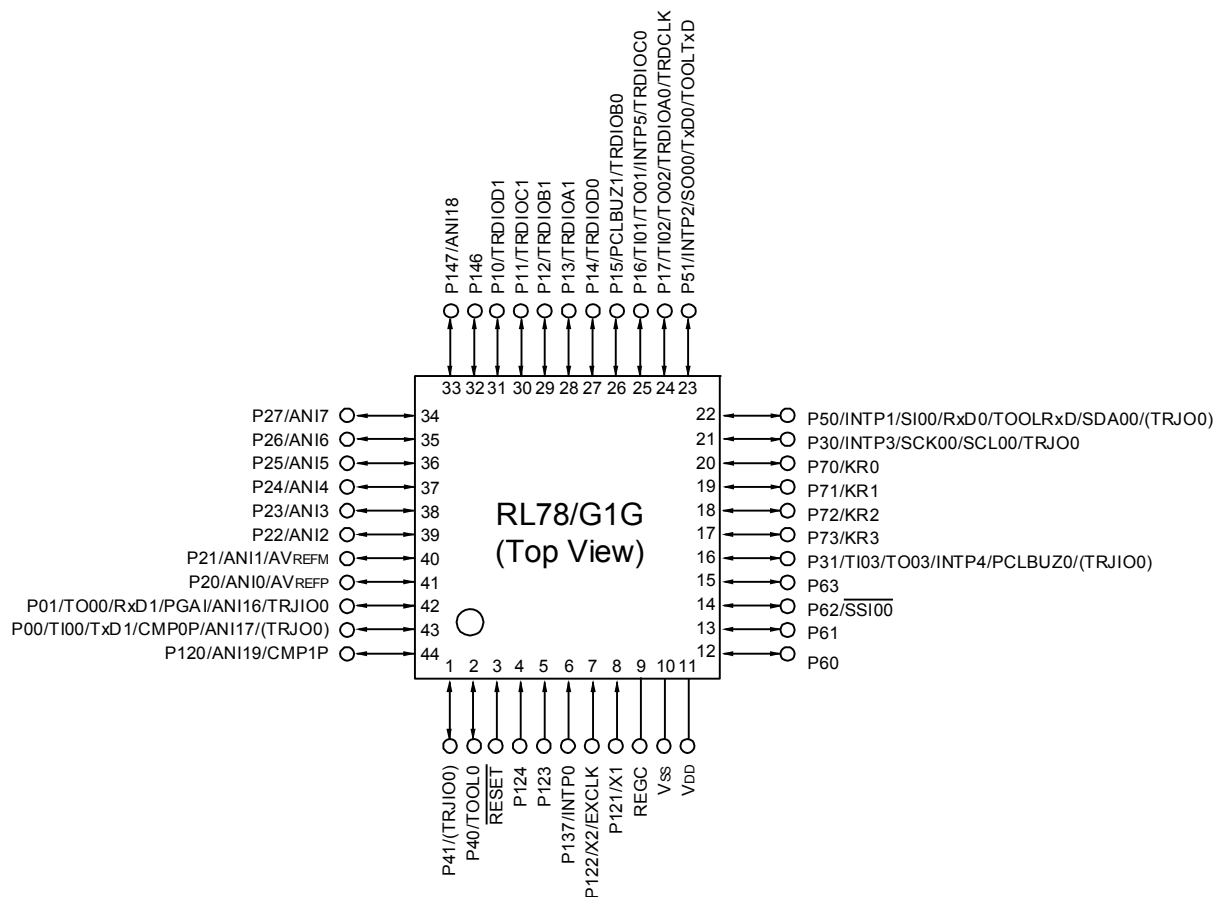 P147/ANI18
P146
P10/TRDIOD1
P11/TRDIOC1
P12/TRDIOB1
P13/TRDIOA1
P14/TRDIOD0
P15/PCLBUZ1/TRDIOB0
P16/TI01/TO01/INTP5/TRDIOC0
P17/TI02/TO02/TRDIOA0/TRDCLK
P51/INTP2/SO00/TxD0/TOOLTxD
33 32 31 30 29 28 27 26 25 24 23
P27/ANI7 34
P26/ANI6 35
P25/ANI5 36
P24/ANI4 37
P23/ANI3 38
P22/ANI2 39
P21/ANI1/AVREFM 40
P20/ANI0/AVREFP 41
P01/TO00/RxD1/PGAI/ANI16/TRJIO0 42
P00/TI00/TxD1/CMP0P/ANI17/(TRJO0) 43
P120/ANI19/CMP1P 44
RL78/G1G
(Top View)
22 P50/INTP1/SI00/RxD0/TOOLRxD/SDA00/(TRJO0)
21 P30/INTP3/SCK00/SCL00/TRJO0
20 P70/KR0
19 P71/KR1
18 P72/KR2
17 P73/KR3
16 P31/TI03/TO03/INTP4/PCLBUZ0/(TRJIO0)
15 P63
14 P62/SSI00
13 P61
12 P60
1 2 3 4 5 6 7 8 9 10 11
P41/(TRJIO0)
P40/TOOL0
RESET
P124
P123
P137/INTP0
P122/X2/EXCLK
P121/X1
REGC
VSS
VDD